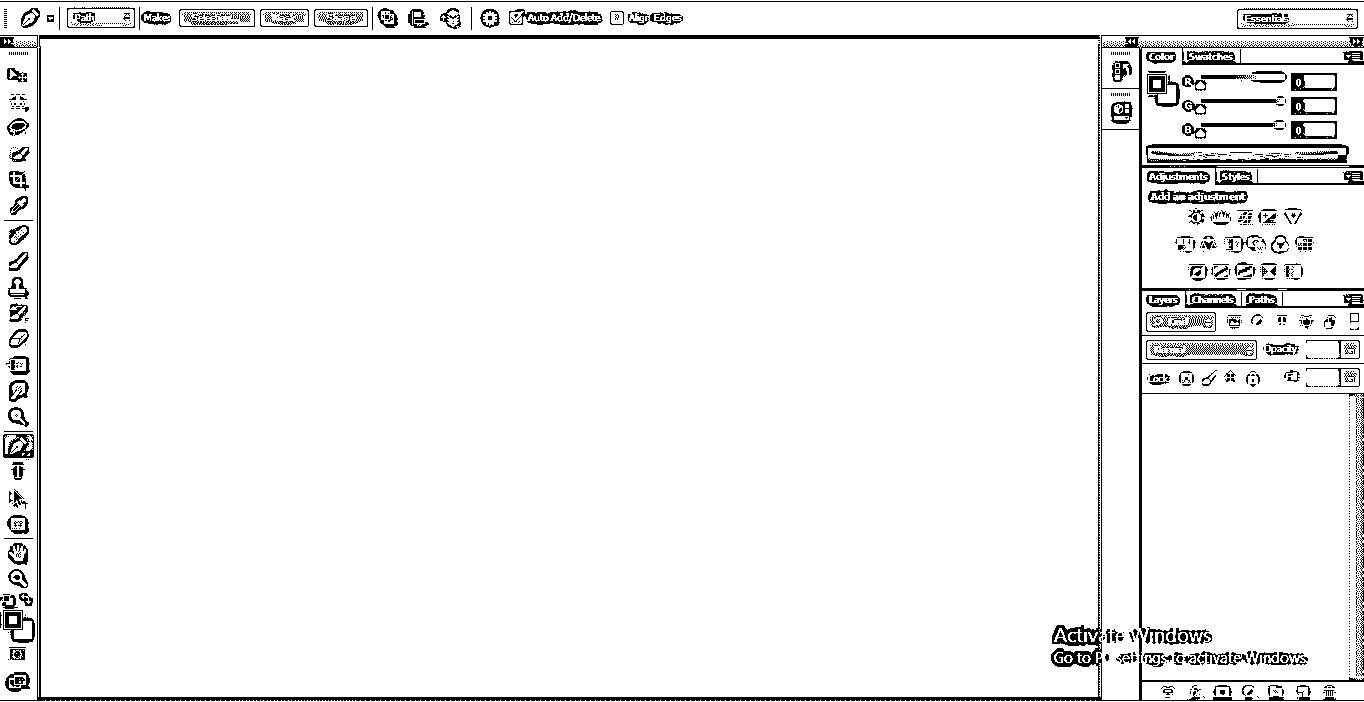 Path Make: Auto Add/Delete Align Edges Essentials
Color Swatches
R 0
G 0
B 0
Adjustments Styles
Add an adjustment
Layers Channels Paths
Opacity:
Lock:
Activate Windows
Go to PC settings to activate Windows.